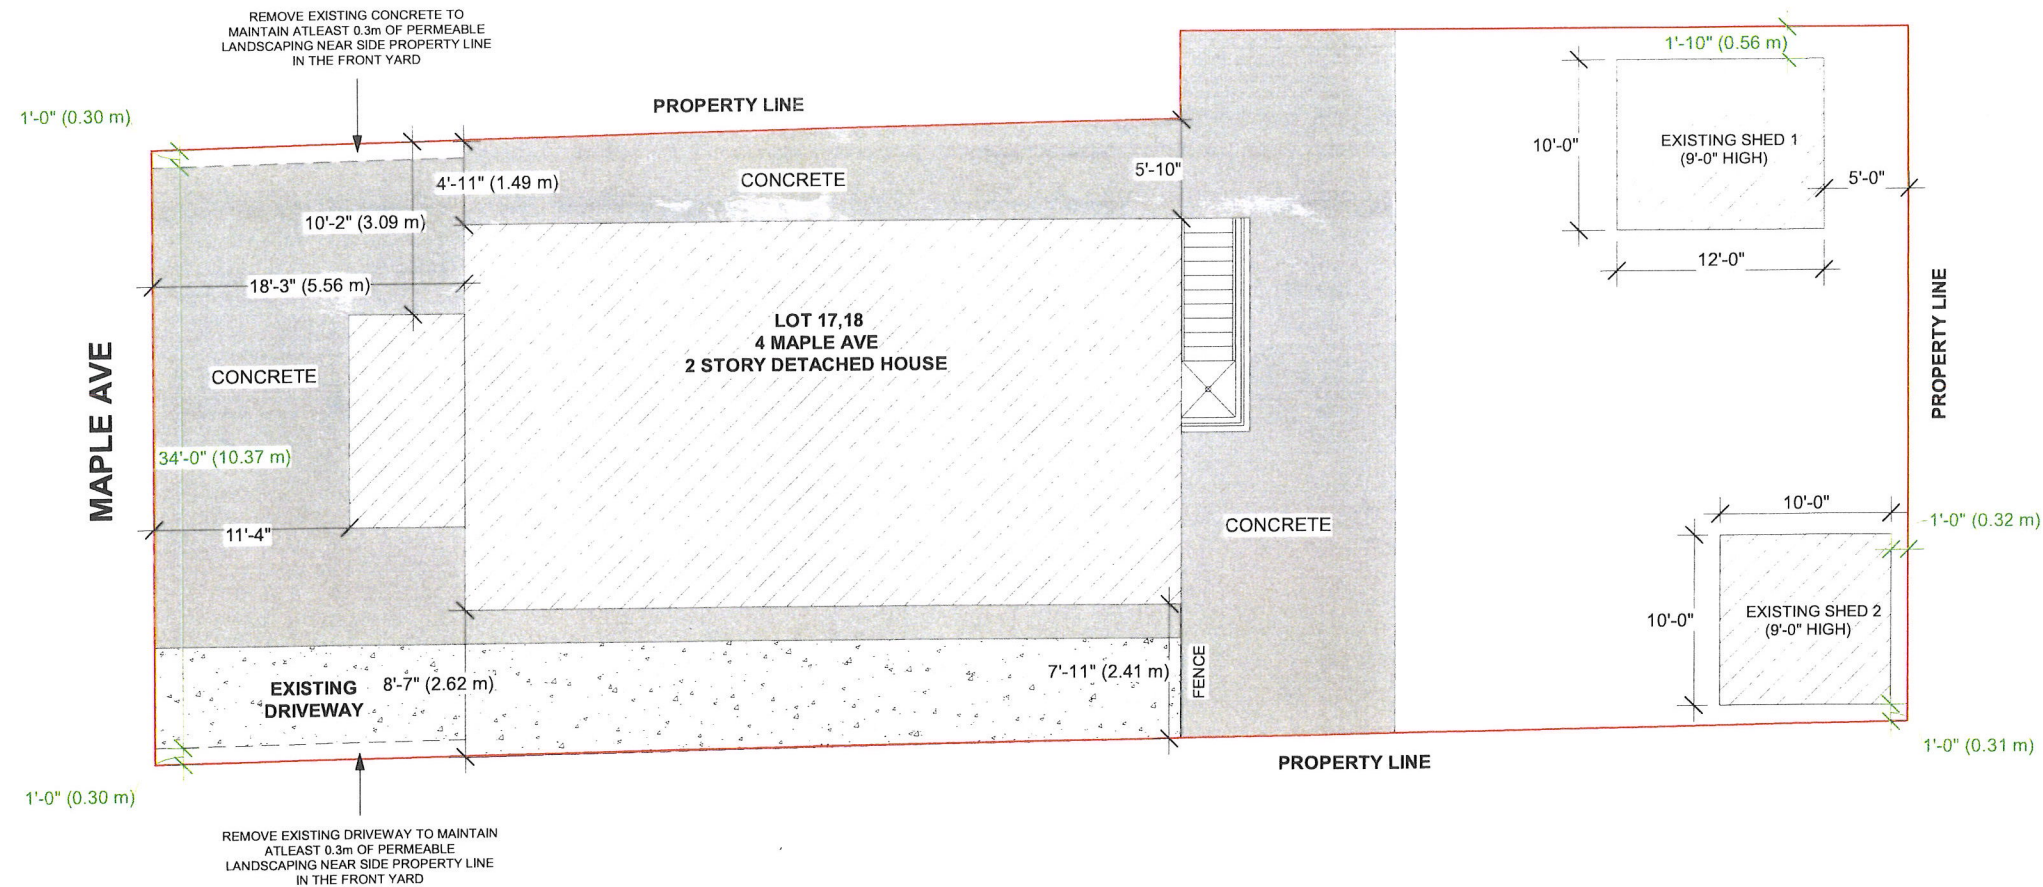 REMOVE EXISTING CONCRETE TO
MAINTAIN ATLEAST 0.3m OF PERMEABLE
LANDSCAPING NEAR SIDE PROPERTY LINE
IN THE FRONT YARD
1'-0" (0.30 m)
PROPERTY LINE
1'-10" (0.56 m)
4'-11" (1.49 m)
CONCRETE
5'-10"
10'-0"
EXISTING SHED 1
(9'-0" HIGH)
5'-0"
10'-2" (3.09 m)
12'-0"
18'-3" (5.56 m)
LOT 17,18
4 MAPLE AVE
2 STORY DETACHED HOUSE
PROPERTY LINE
MAPLE AVE
CONCRETE
34'-0" (10.37 m)
11'-4"
CONCRETE
10'-0"
1'-0" (0.32 m)
10'-0"
EXISTING SHED 2
(9'-0" HIGH)
EXISTING
DRIVEWAY
8'-7" (2.62 m)
7'-11" (2.41 m)
FENCE
1'-0" (0.31 m)
PROPERTY LINE
1'-0" (0.30 m)
REMOVE EXISTING DRIVEWAY TO MAINTAIN
ATLEAST 0.3m OF PERMEABLE
LANDSCAPING NEAR SIDE PROPERTY LINE
IN THE FRONT YARD